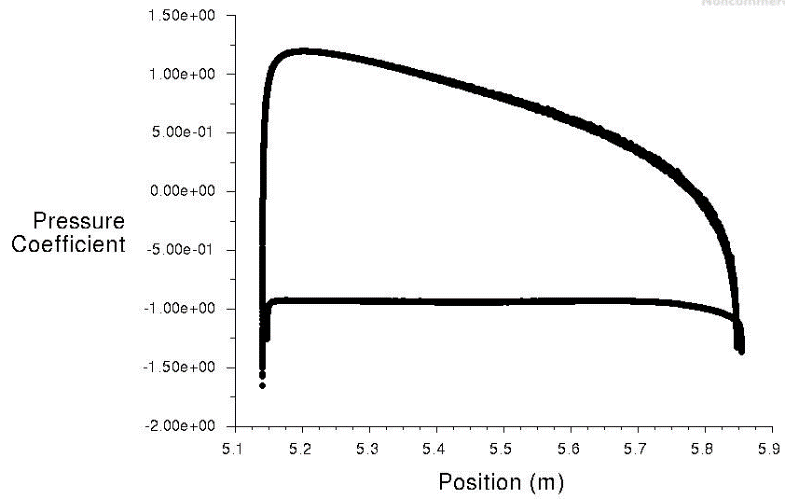 Noncommerc
1.50e+00
1.00e+00
5.00e-01
0.00e+00
-5.00e-01
-1.00e+00
-1.50e+00
-2.00e+00
Pressure
Coefficient
5.1 5.2 5.3 5.4 5.5 5.6 5.7 5.8 5.9
Position (m)